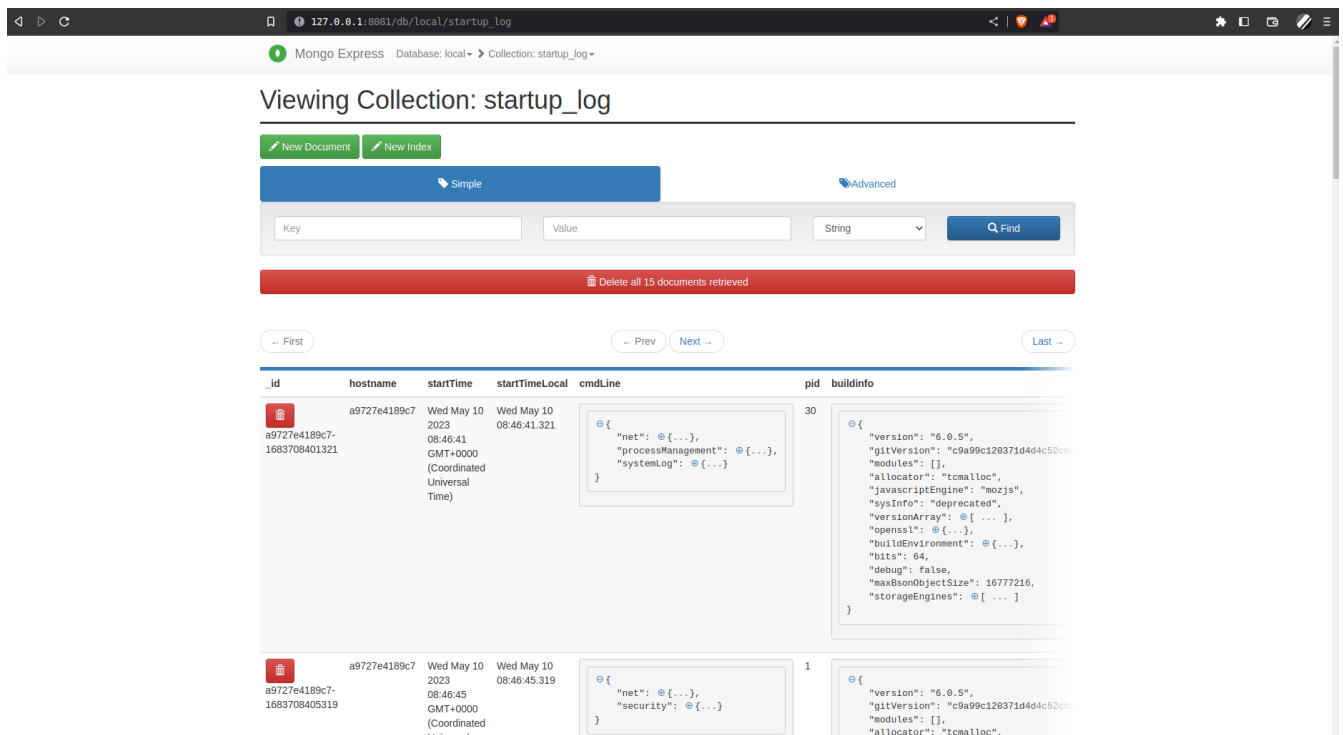 127.0.0.1:8081/db/local/startup_log
1
Mongo Express Database: local Collection: startup_log
Viewing Collection: startup_log
New Document New Index
Simple Advanced
Key Value String Find
Delete all 15 documents retrieved
← First ← Prev Next → Last →
_id hostname startTime startTimeLocal cmdLine pid buildinfo
a9727e4189c7-
1683708401321
a9727e4189c7
Wed May 10
2023
08:46:41
GMT+0000
(Coordinated
Universal
Time)
Wed May 10
08:46:41.321
{
"net": {...},
"processManagement": {...},
"systemLog": {...}
}
30
{
"version": "6.0.5",
"gitVersion": "c9a99c120371d4d4c52cb
"modules": [],
"allocator": "tcmalloc",
"javascriptEngine": "mozjs",
"sysInfo": "deprecated",
"versionArray": [ ... ],
"openssl": {...},
"buildEnvironment": {...},
"bits": 64,
"debug": false,
"maxBsonObjectSize": 16777216,
"storageEngines": [ ... ]
}
a9727e4189c7-
1683708405319
a9727e4189c7
Wed May 10
2023
08:46:45
GMT+0000
(Coordinated
Wed May 10
08:46:45.319
{
"net": {...},
"security": {...}
}
1
{
"version": "6.0.5",
"gitVersion": "c9a99c120371d4d4c52cb
"modules": [],
"allocator": "tcmalloc",